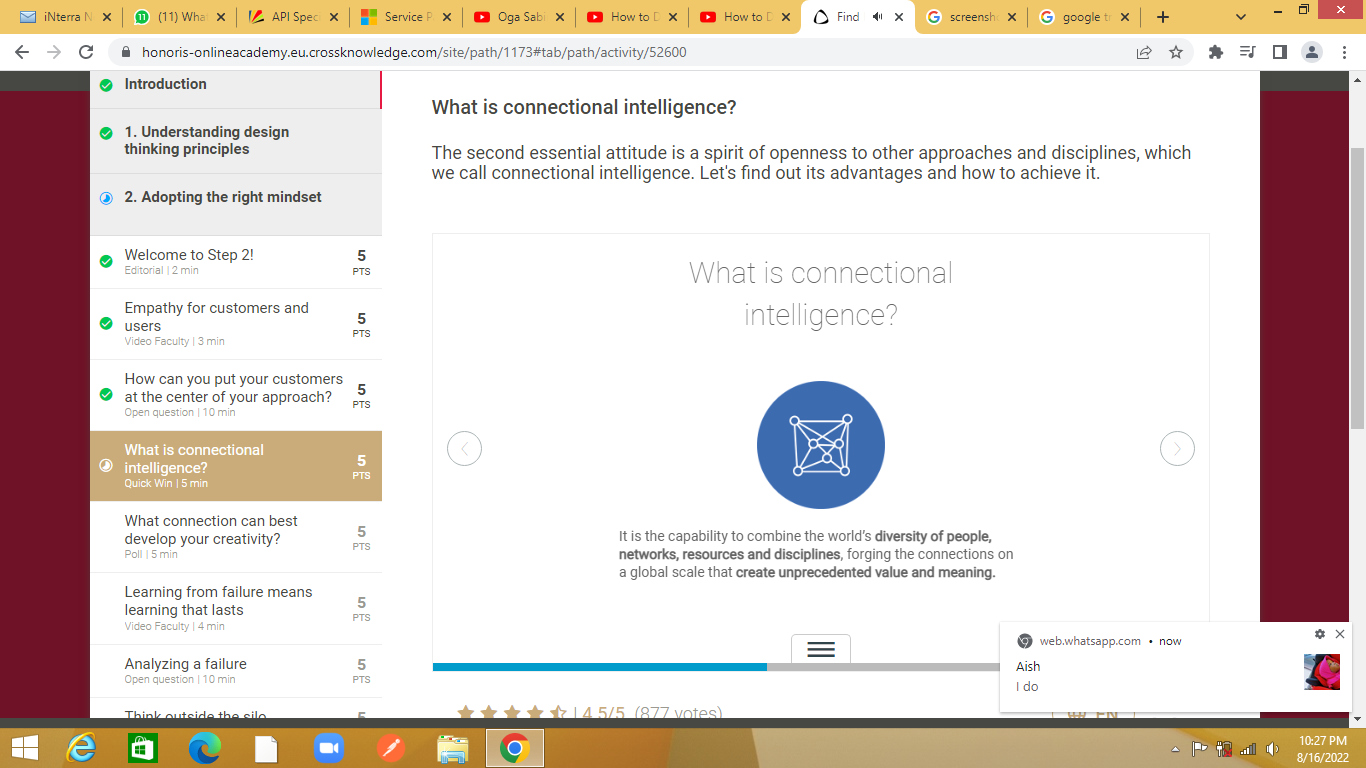 iNterra N
(11) What
API Spec
Service P
Oga Sabi
How to D
How to D
Find
screensh
google tr
honoris-onlineacademy.eu.crossknowledge.com/site/path/1173#tab/path/activity/52600
Introduction
1. Understanding design
thinking principles
2. Adopting the right mindset
Welcome to Step 2!
5
Editorial | 2 min
PTS
Empathy for customers and
users
5
Video Faculty | 3 min
PTS
How can you put your customers
at the center of your approach?
5
Open question | 10 min
PTS
What is connectional
intelligence?
5
Quick Win | 5 min
PTS
What connection can best
develop your creativity?
5
Poll | 5 min
PTS
Learning from failure means
learning that lasts
5
Video Faculty | 4 min
PTS
Analyzing a failure
5
Open question | 10 min
PTS
Think outside the silo
5
What is connectional intelligence?
The second essential attitude is a spirit of openness to other approaches and disciplines, which
we call connectional intelligence. Let's find out its advantages and how to achieve it.
What is connectional
intelligence?
It is the capability to combine the world's diversity of people,
networks, resources and disciplines, forging the connections on
a global scale that create unprecedented value and meaning.
| 4.5/5 (877 votes)
EN
web.whatsapp.com • now
Aish
I do
10:27 PM
8/16/2022